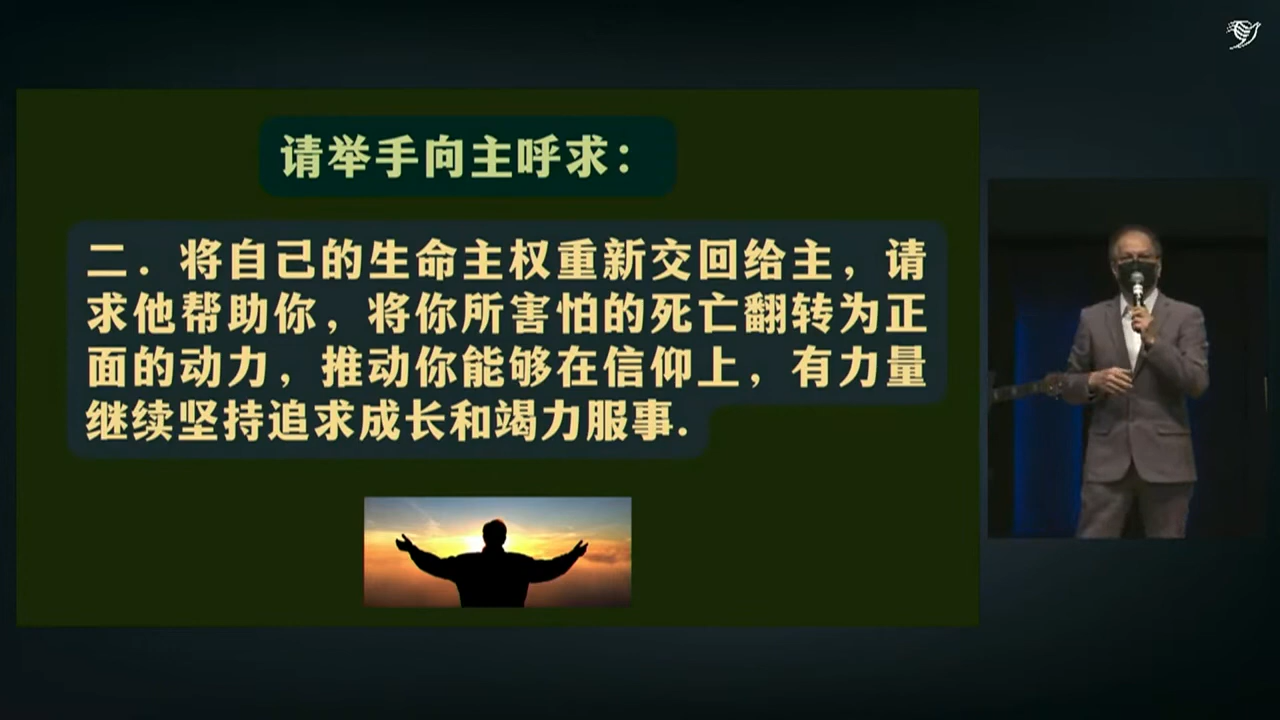 请举手向主呼求：
二．将自己的生命主权重新交回给主，请
求他帮助你，将你所害怕的死亡翻转为正
面的动力，推动你能够在信仰上，有力量
继续坚持追求成长和竭力服事.